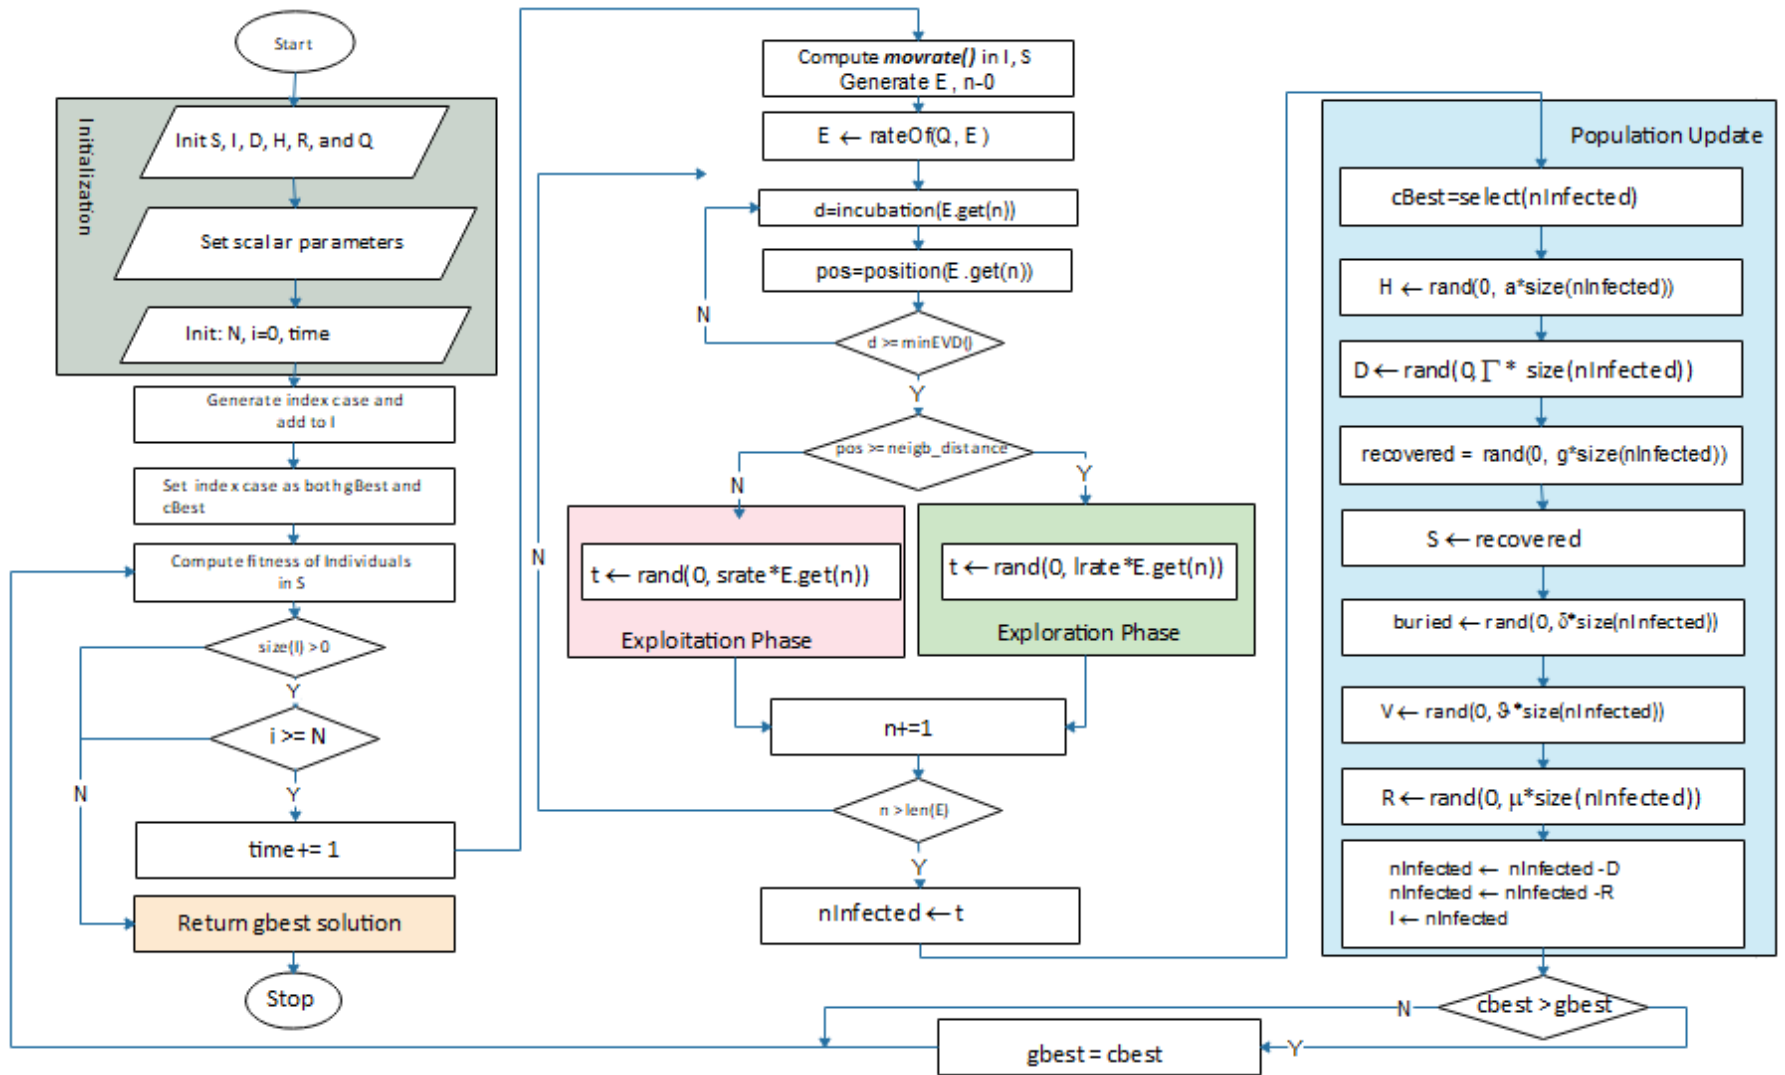 Start
Initialization
Init S, I, D, H, R, and Q
Set scalar parameters
Init: N, i=0, time
Generate index case and
add to I
Set index case as both gBest and
cBest
Compute fitness of Individuals
in S
size(I) > 0
Y
i >= N
N
Y
time+= 1
Return gbest solution
Stop
Compute movrate() in I, S
Generate E , n-0
E ← rateOf(Q, E )
d=incubation(E.get(n))
pos=position(E.get(n))
N
d >= minEVD()
Y
pos >= neigb_distance
N
Y
N
t ← rand(0, srate*E.get(n))
Exploitation Phase
t ← rand(0, lrate*E.get(n))
Exploration Phase
n+=1
n >len(E)
Y
nInfected ← t
Population Update
cBest=select(nInfected)
H ← rand(0, a*size(nInfected))
D ← rand(0, Γ * size(nInfected))
recovered = rand(0, g*size(nInfected))
S ← recovered
buried ← rand(0, δ*size(nInfected))
V ← rand(0, ϑ*size(nInfected))
R ← rand(0, μ*size(nInfected))
nInfected ← nInfected -D
nInfected ← nInfected -R
I ← nInfected
cbest > gbest
N
Y
gbest = cbest